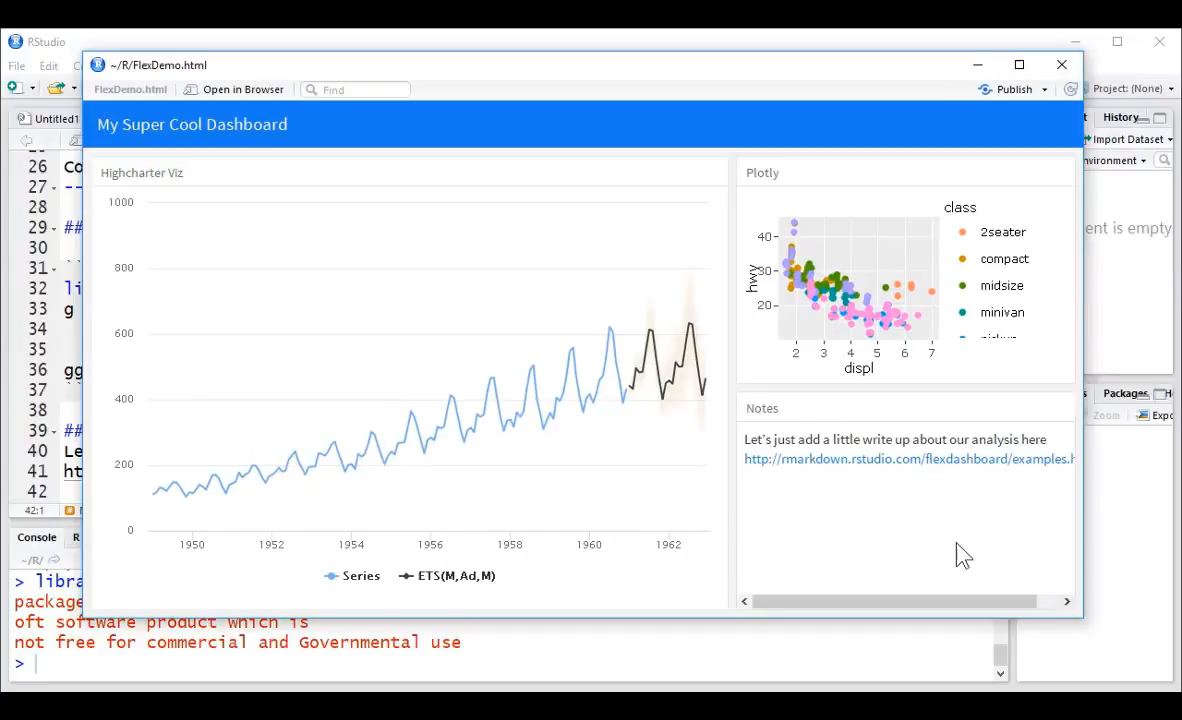 RStudio
File Edit C
~/R/FlexDemo.html
FlexDemo.html Open in Browser Find Publish
Project: (None)
My Super Cool Dashboard
Untitled1
History
Import Dataset
nvironment
ent is empty
26 Co
27 --
28
29 ##
30
31 ``
32 li
33 g
34
35
36 gg
37 ``
38
39 ##
40 Le
41 ht
42
42:1
Highcharter Viz
1000
800
600
400
200
0
1950 1952 1954 1956 1958 1960 1962
Series ETS(M,Ad,M)
Plotly
class
2seater
compact
midsize
minivan
hwy
40
30
20
2 3 4 5 6 7
displ
Notes
Let's just add a little write up about our analysis here
http://rmarkdown.rstudio.com/flexdashboard/examples.h
s Packages H
Zoom Expo
Console R
~/R/
> libra
package
oft software product which is
not free for commercial and Governmental use
>